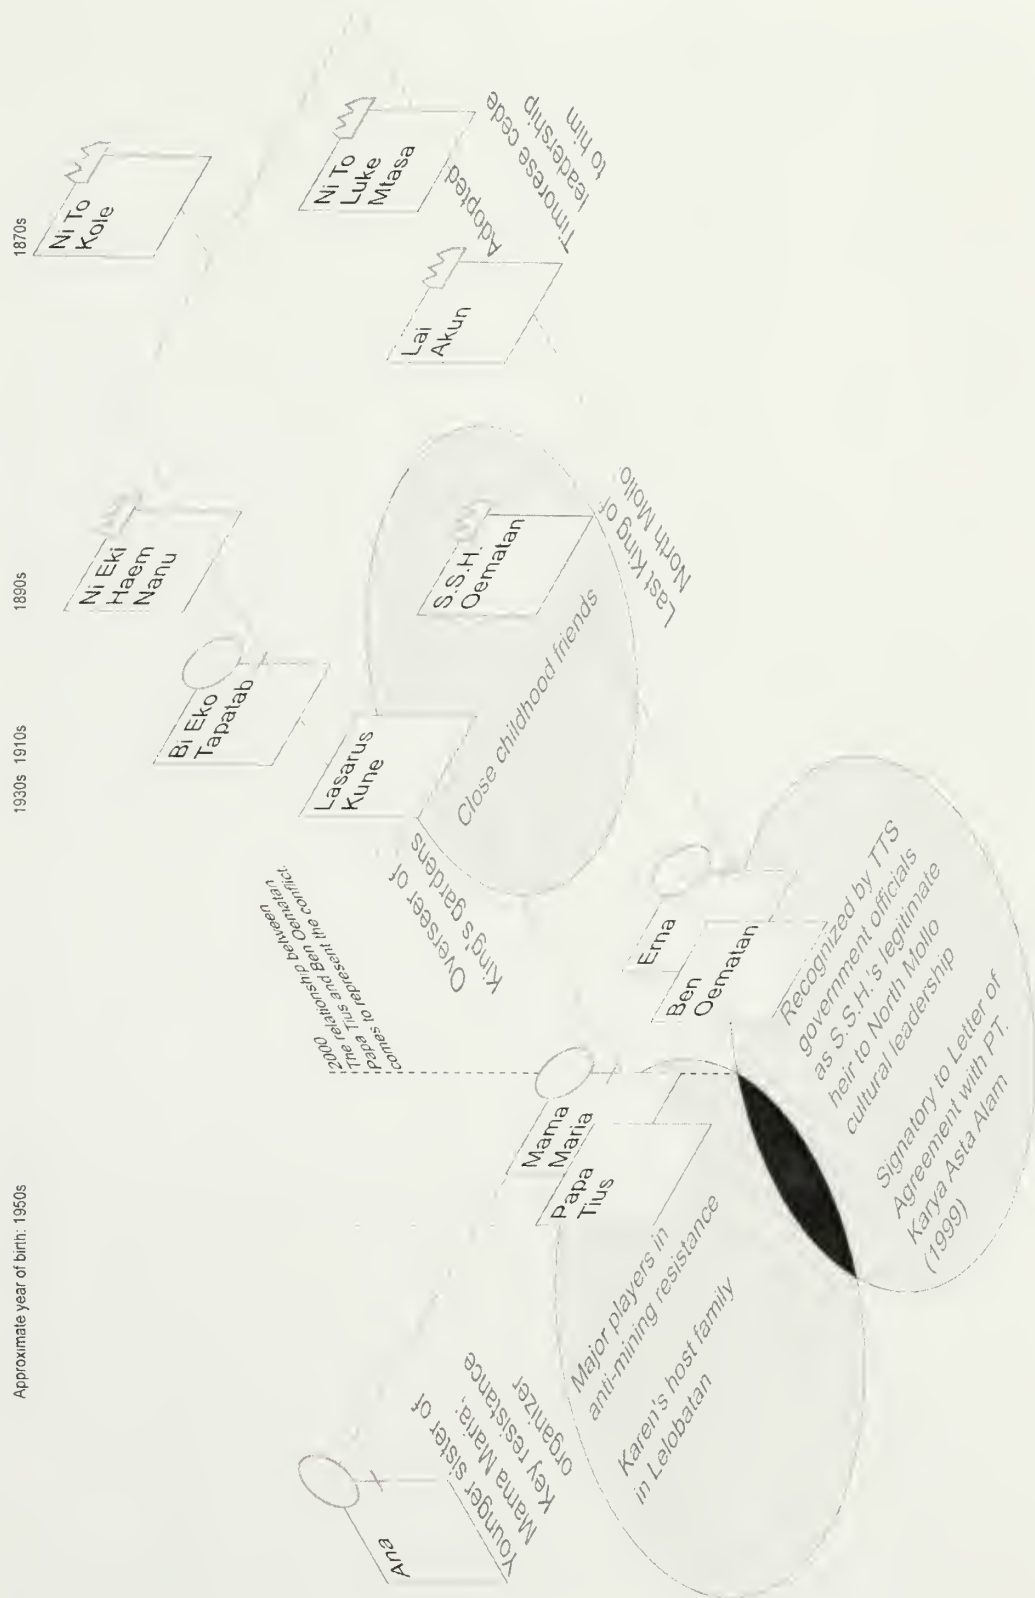 Approximate year of birth: 1950s
1930s
1910s
1890s
1870s
Ni To
Kole
Ni To
Luke
Mtasa
Adopted
Timorese cede
leadership
to him
Lai
Akun
Ni Eki
Haem
Nanu
S.S.H.
Oematan
Last King of
North Mollo
Bi Eko
Tapatab
Lasarus
Kune
Close childhood friends
Overseer of
King's gardens
2000
The relationship between
Papa Tius and Ben Oematan
comes to represent the conflict.
Erna
Ben
Oematan
Recognized by TTS
government officials
as S.S.H.'s legitimate
heir to North Mollo
cultural leadership
Signatory to Letter of
Agreement with PT.
Karya Asta Alam
(1999)
Mama
Maria
Papa
Tius
Major players in
anti-mining resistance
Karen's host family
in Lelobatan
Ana
Younger sister of
Mama Maria;
Key resistance
organizer